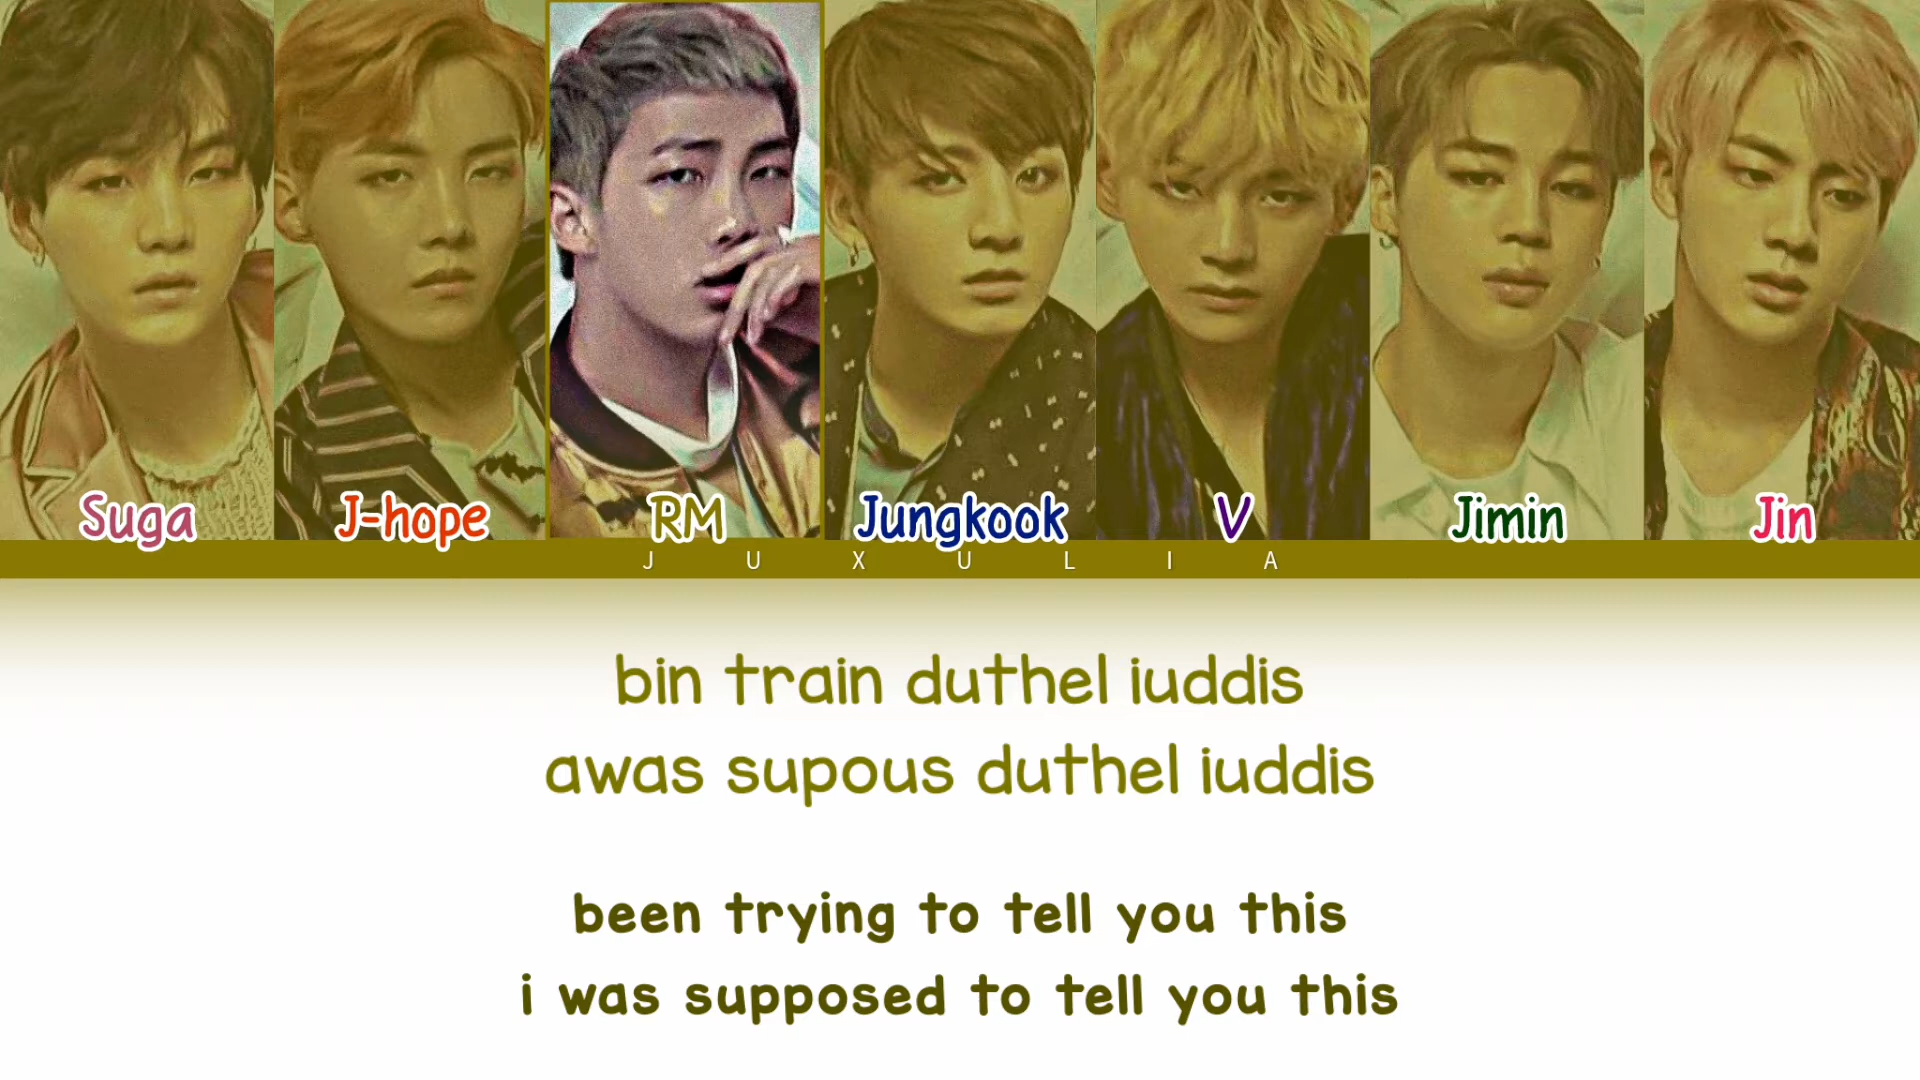 Suga J-hope RM Jungkook V Jimin Jin
JUXULIA
bin train duthel iuddis
awas supous duthel iuddis
been trying to tell you this
i was supposed to tell you this